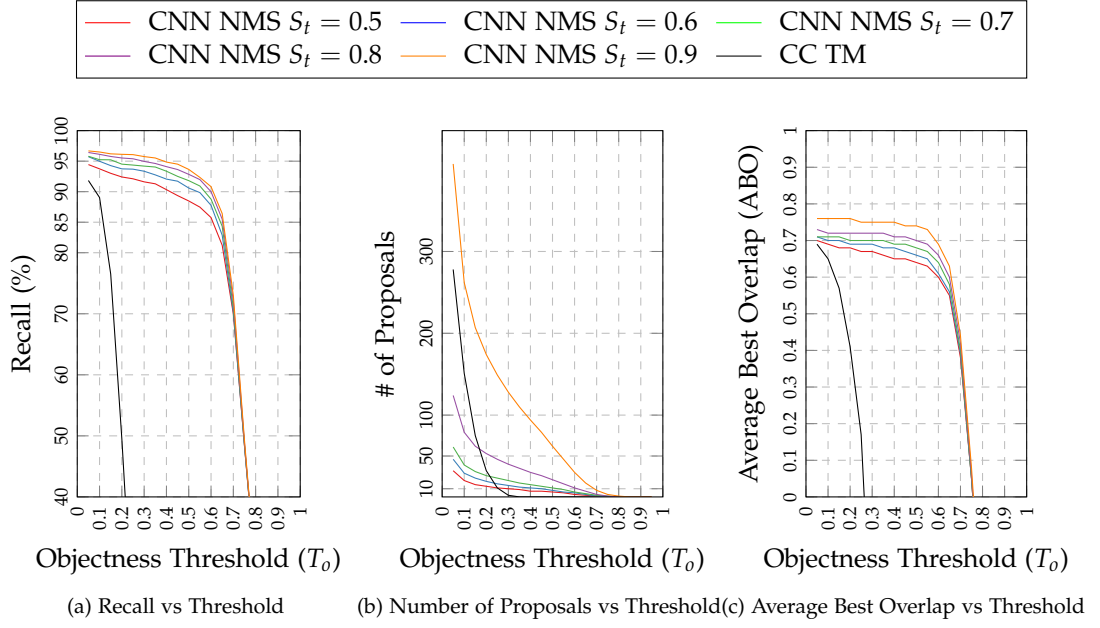 CNN NMS S_t = 0.5 CNN NMS S_t = 0.6 CNN NMS S_t = 0.7
CNN NMS S_t = 0.8 CNN NMS S_t = 0.9 CC TM
Recall (%)
100
95
90
85
80
70
60
50
40
0 0.1 0.2 0.3 0.4 0.5 0.6 0.7 0.8 0.9 1
Objectness Threshold (T_o)
(a) Recall vs Threshold
# of Proposals
300
200
100
50
10
0 0.1 0.2 0.3 0.4 0.5 0.6 0.7 0.8 0.9 1
Objectness Threshold (T_o)
(b) Number of Proposals vs Threshold
Average Best Overlap (ABO)
1
0.9
0.8
0.7
0.6
0.5
0.4
0.3
0.2
0.1
0
0 0.1 0.2 0.3 0.4 0.5 0.6 0.7 0.8 0.9 1
Objectness Threshold (T_o)
(c) Average Best Overlap vs Threshold